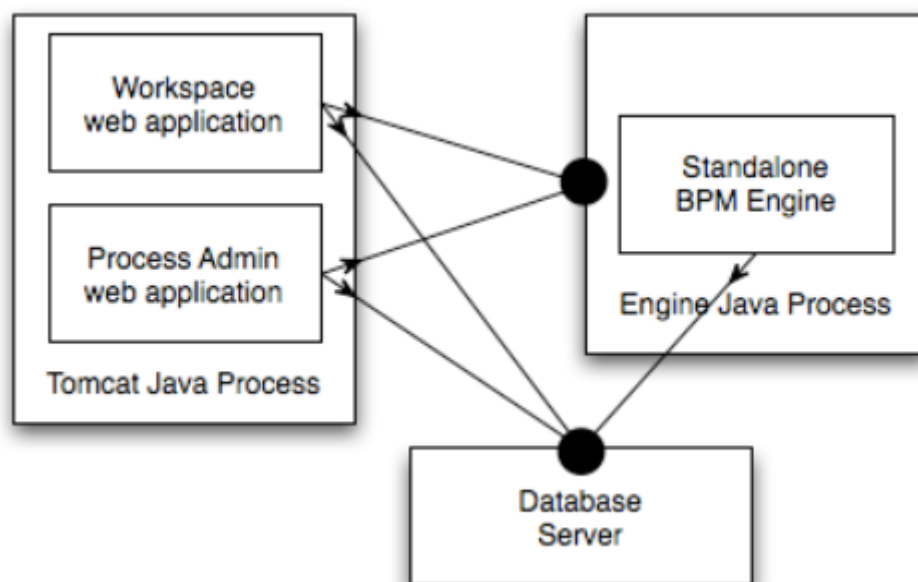 Workspace
web application
Process Admin
web application
Tomcat Java Process
Standalone
BPM Engine
Engine Java Process
Database
Server